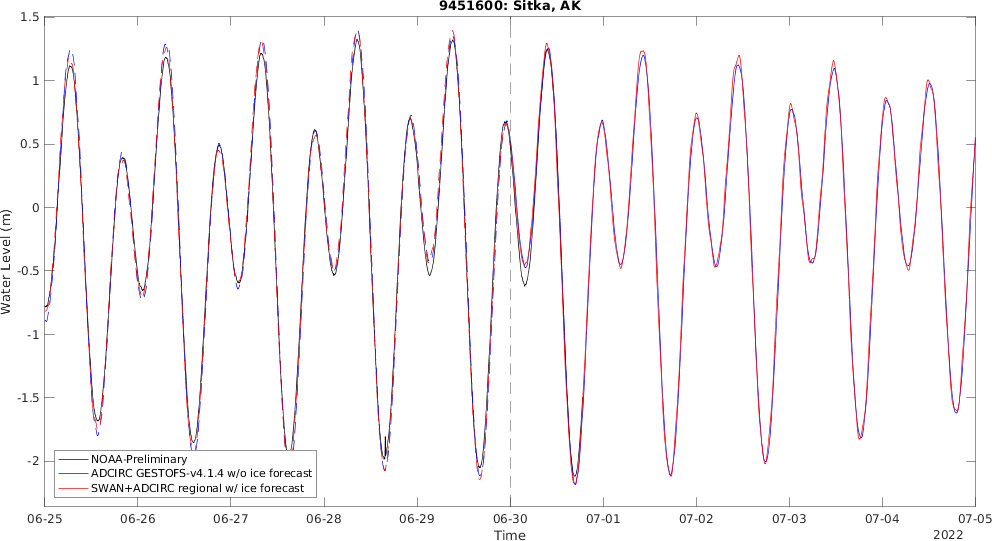 9451600: Sitka, AK
1.5
1
0.5
0
-0.5
-1
-1.5
-2
Water Level (m)
NOAA-Preliminary
ADCIRC GESTOFS-v4.1.4 w/o ice forecast
SWAN+ADCIRC regional w/ ice forecast
06-25 06-26 06-27 06-28 06-29 06-30 07-01 07-02 07-03 07-04 07-05
Time
2022